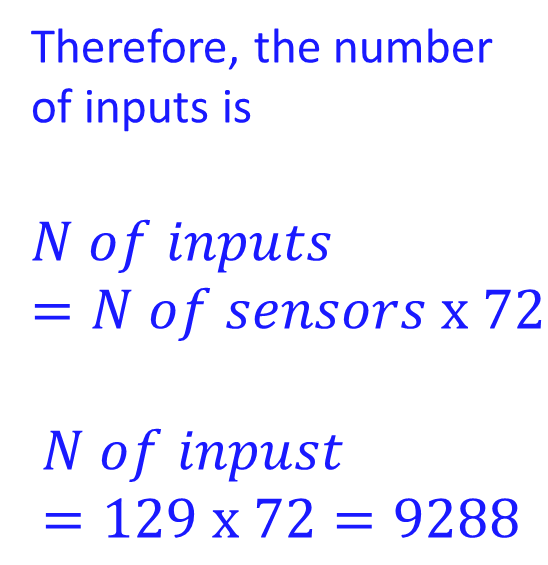 Therefore, the number
of inputs is
N of inputs
= N of sensors x 72
N of inpust
= 129 x 72 = 9288